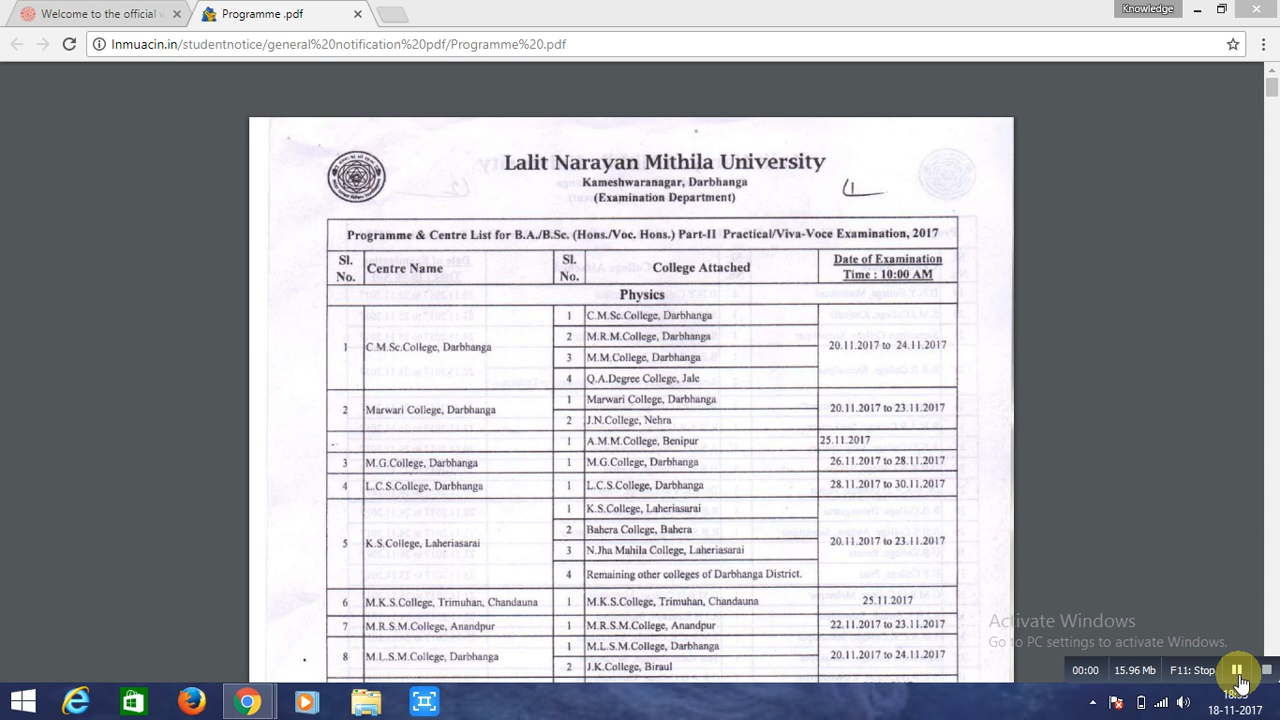 Welcome to the official w
Programme .pdf
Knowledge
lnmuacin.in/studentnotice/general%20notification%20pdf/Programme%20.pdf
Lalit Narayan Mithila University
Kameshwaranagar, Darbhanga
(Examination Department)
Programme & Centre List for B.A./B.Sc. (Hons./Voc. Hons.) Part-II Practical/Viva-Voce Examination, 2017
Sl. No. Centre Name Sl. No. College Attached Date of Examination Time : 10:00 AM
Physics
1 C.M.Sc.College, Darbhanga 1 C.M.Sc.College, Darbhanga 20.11.2017 to 24.11.2017
2 M.R.M.College, Darbhanga
3 M.M.College, Darbhanga
4 Q.A.Degree College, Jale
2 Marwari College, Darbhanga 1 Marwari College, Darbhanga 20.11.2017 to 23.11.2017
2 J.N.College, Nehra
1 A.M.M.College, Benipur 25.11.2017
3 M.G.College, Darbhanga 1 M.G.College, Darbhanga 26.11.2017 to 28.11.2017
4 L.C.S.College, Darbhanga 1 L.C.S.College, Darbhanga 28.11.2017 to 30.11.2017
5 K.S.College, Laheriasarai 1 K.S.College, Laheriasarai 20.11.2017 to 23.11.2017
2 Bahera College, Bahera
3 N.Jha Mahila College, Laheriasarai
4 Remaining other colleges of Darbhanga District.
6 M.K.S.College, Trimuhan, Chandauna 1 M.K.S.College, Trimuhan, Chandauna 25.11.2017
7 M.R.S.M.College, Anandpur 1 M.R.S.M.College, Anandpur 22.11.2017 to 23.11.2017
8 M.L.S.M.College, Darbhanga 1 M.L.S.M.College, Darbhanga 20.11.2017 to 24.11.2017
2 J.K.College, Biraul
Activate Windows
Go to PC settings to activate Windows.
00:00 15.96 Mb F11: Stop
18-11-2017